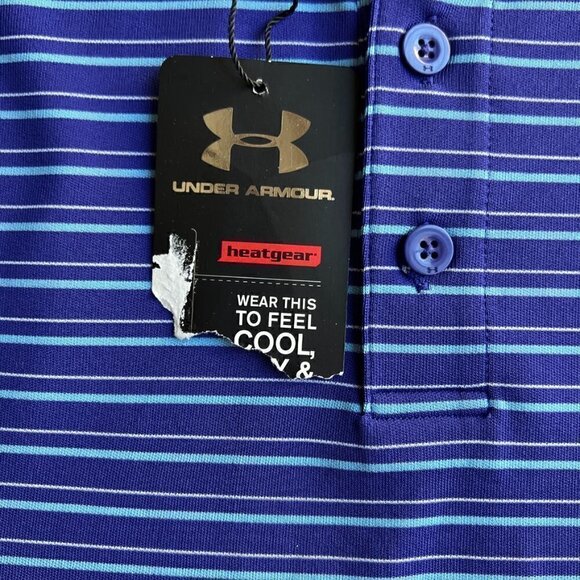 UNDER ARMOUR.
heatgear
WEAR THIS
TO FEEL
COOL,
&